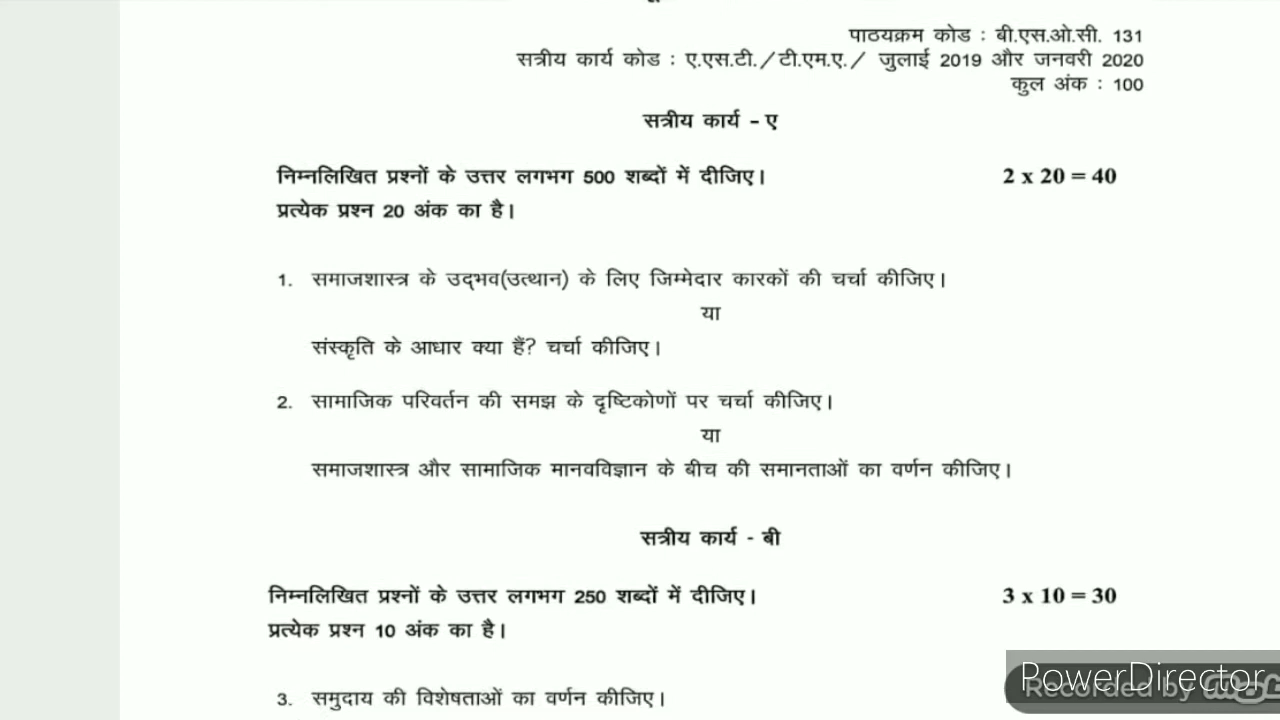 पाठयक्रम कोड : बी.एस.ओ.सी. 131
सत्रीय कार्य कोड : ए.एस.टी./टी.एम.ए./ जुलाई 2019 और जनवरी 2020
कुल अंक : 100
सत्रीय कार्य – ए
निम्नलिखित प्रश्नों के उत्तर लगभग 500 शब्दों में दीजिए। 2 x 20 = 40
प्रत्येक प्रश्न 20 अंक का है।
1. समाजशास्त्र के उद्भव(उत्थान) के लिए जिम्मेदार कारकों की चर्चा कीजिए।
या
संस्कृति के आधार क्या हैं? चर्चा कीजिए।
2. सामाजिक परिवर्तन की समझ के दृष्टिकोणों पर चर्चा कीजिए।
या
समाजशास्त्र और सामाजिक मानवविज्ञान के बीच की समानताओं का वर्णन कीजिए।
सत्रीय कार्य - बी
निम्नलिखित प्रश्नों के उत्तर लगभग 250 शब्दों में दीजिए। 3 x 10 = 30
प्रत्येक प्रश्न 10 अंक का है।
3. समुदाय की विशेषताओं का वर्णन कीजिए।
PowerDirector
Recorded by